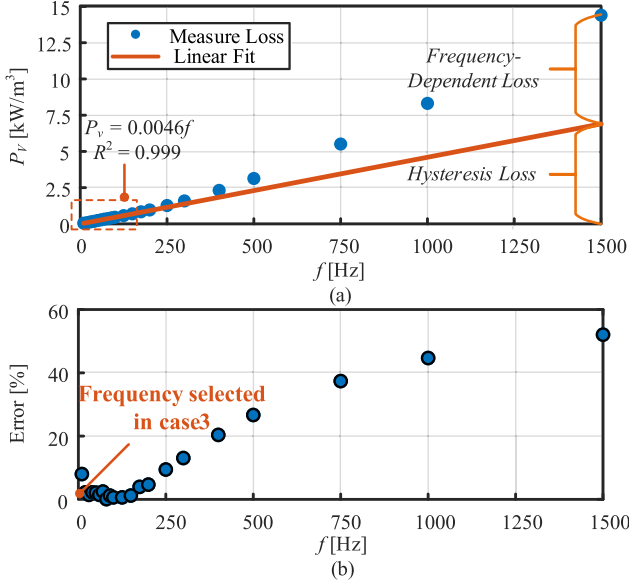 15
12.5
10
7.5
5
2.5
0
P_V [kW/m³]
Measure Loss
Linear Fit
P_v = 0.0046f
R² = 0.999
Frequency-
Dependent Loss
Hysteresis Loss
0 250 500 750 1000 1250 1500
f [Hz]
(a)
60
40
20
0
Error [%]
Frequency selected
in case3
0 250 500 750 1000 1250 1500
f [Hz]
(b)